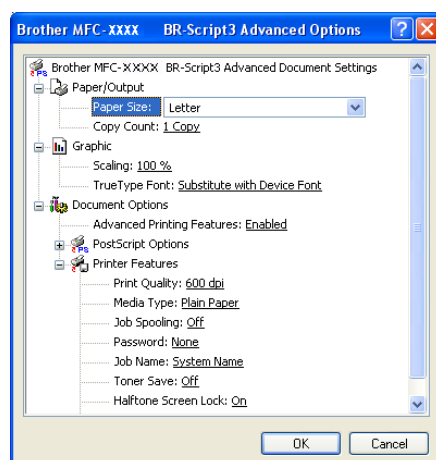 Brother MFC-XXXX BR-Script3 Advanced Options
Brother MFC-XXXX BR-Script3 Advanced Document Settings
Paper/Output
Paper Size: Letter
Copy Count: 1 Copy
Graphic
Scaling: 100 %
TrueType Font: Substitute with Device Font
Document Options
Advanced Printing Features: Enabled
PostScript Options
Printer Features
Print Quality: 600 dpi
Media Type: Plain Paper
Job Spooling: Off
Password: None
Job Name: System Name
Toner Save: Off
Halftone Screen Lock: On
OK Cancel